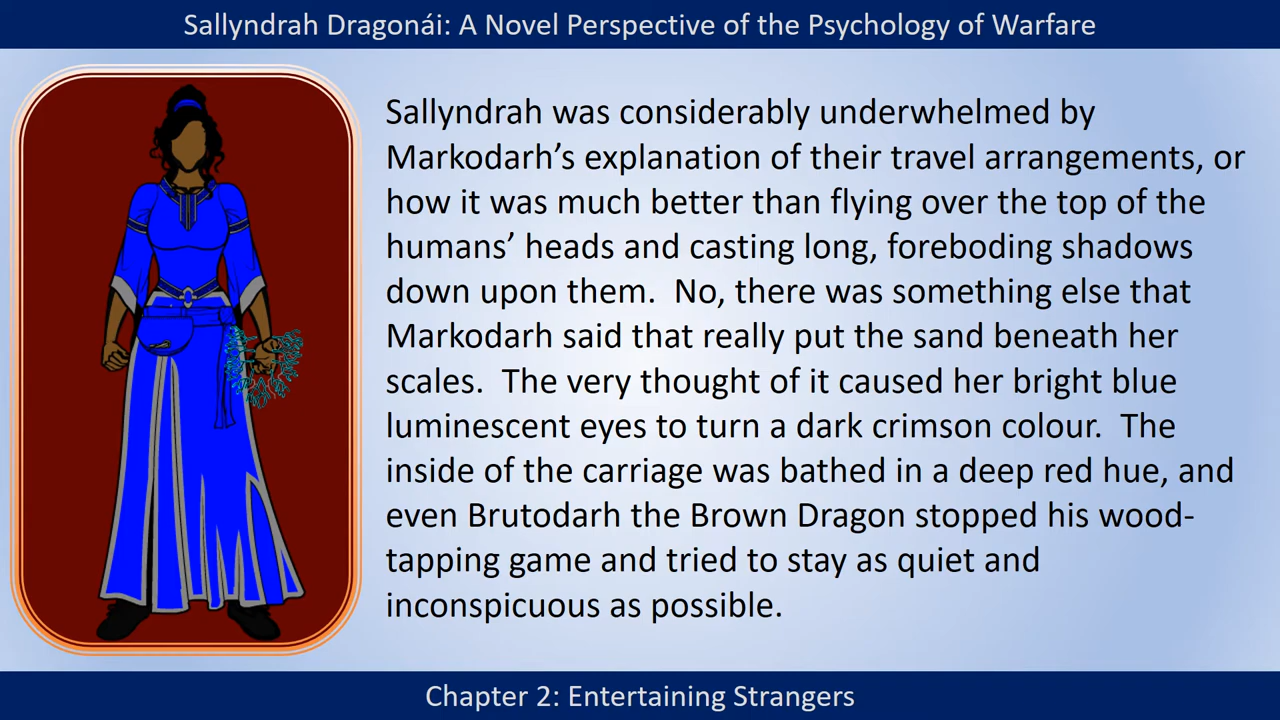 Sallyndrah Dragonái: A Novel Perspective of the Psychology of Warfare
Sallyndrah was considerably underwhelmed by
Markodarh’s explanation of their travel arrangements, or
how it was much better than flying over the top of the
humans’ heads and casting long, foreboding shadows
down upon them.  No, there was something else that
Markodarh said that really put the sand beneath her
scales.  The very thought of it caused her bright blue
luminescent eyes to turn a dark crimson colour.  The
inside of the carriage was bathed in a deep red hue, and
even Brutodarh the Brown Dragon stopped his wood-
tapping game and tried to stay as quiet and
inconspicuous as possible.
Chapter 2: Entertaining Strangers